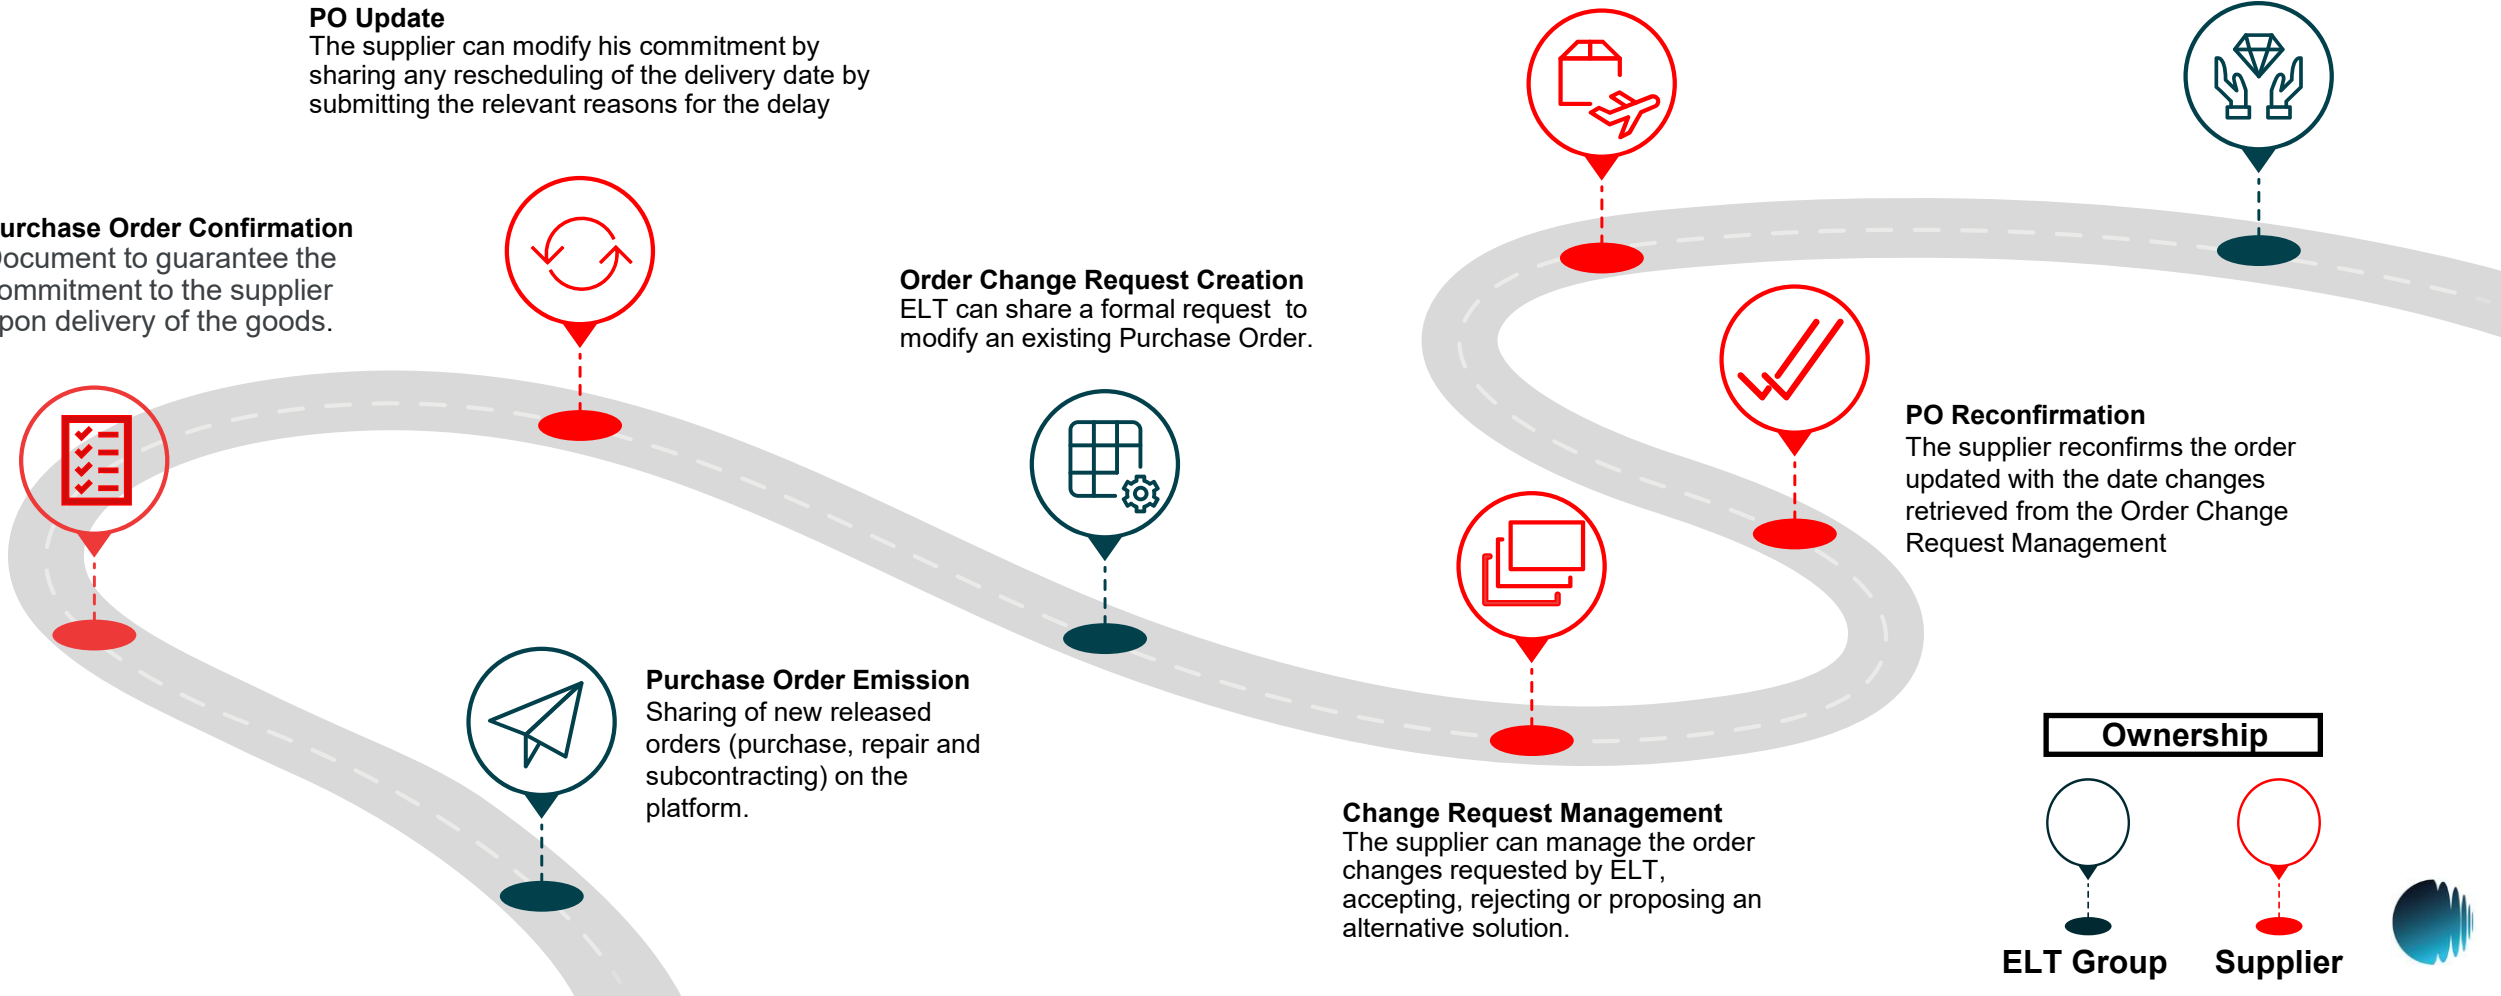 PO Update
The supplier can modify his commitment by
sharing any rescheduling of the delivery date by
submitting the relevant reasons for the delay
urchase Order Confirmation
ocument to guarantee the
ommitment to the supplier
pon delivery of the goods.
Order Change Request Creation
ELT can share a formal request to
modify an existing Purchase Order.
PO Reconfirmation
The supplier reconfirms the order
updated with the date changes
retrieved from the Order Change
Request Management
Purchase Order Emission
Sharing of new released
orders (purchase, repair and
subcontracting) on the
platform.
Change Request Management
The supplier can manage the order
changes requested by ELT,
accepting, rejecting or proposing an
alternative solution.
Ownership
ELT Group
Supplier